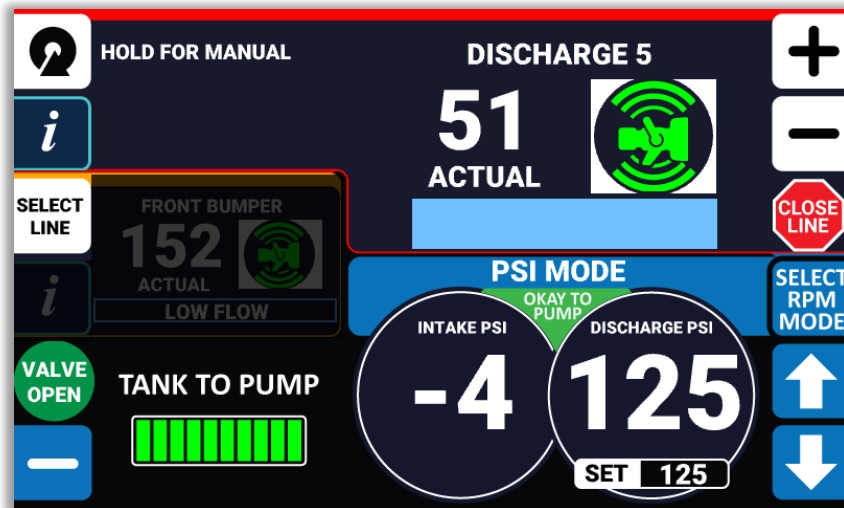 HOLD FOR MANUAL
DISCHARGE 5
51
ACTUAL
i
SELECT
LINE
FRONT BUMPER
152
ACTUAL
LOW FLOW
i
CLOSE
LINE
PSI MODE
OKAY TO
PUMP
SELECT
RPM
MODE
INTAKE PSI
-4
DISCHARGE PSI
125
SET 125
VALVE
OPEN
TANK TO PUMP